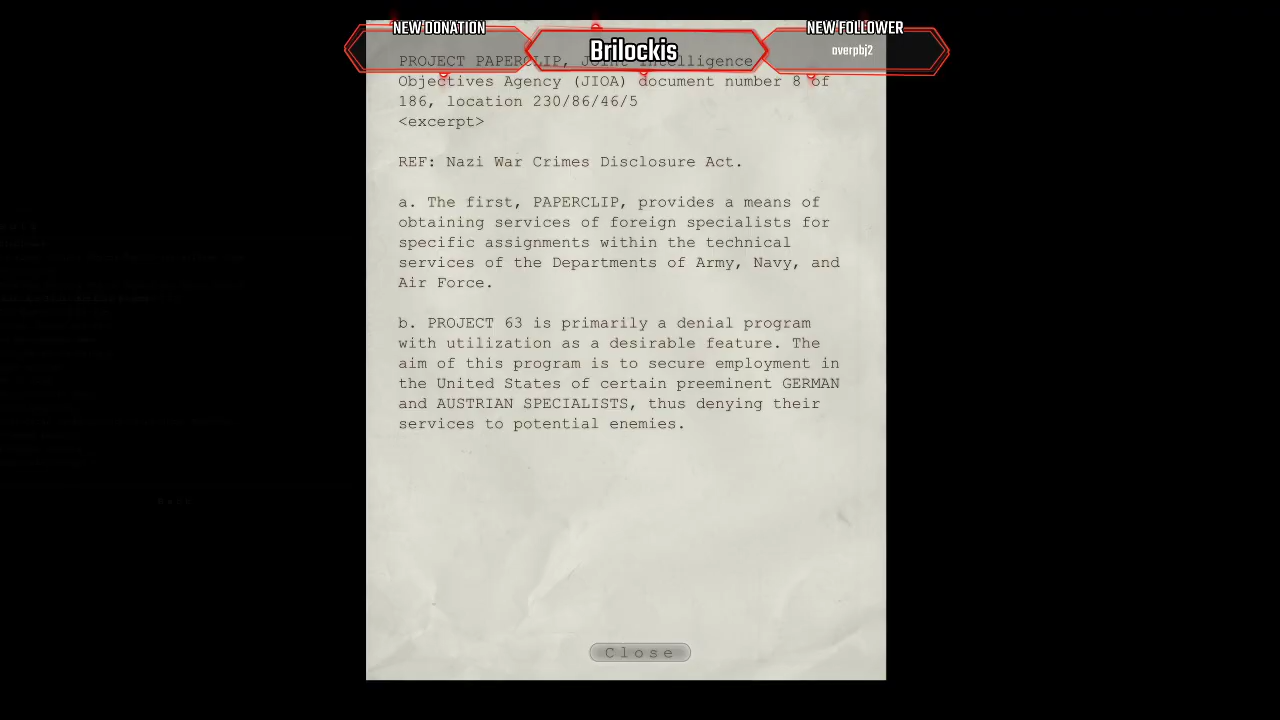 NEW DONATION
NEW FOLLOWER
Brilockis
overpbj2
PROJECT PAPERCLIP, Joint Intelligence
Objectives Agency (JIOA) document number 8 of
186, location 230/86/46/5
<excerpt>
REF: Nazi War Crimes Disclosure Act.
a. The first, PAPERCLIP, provides a means of
obtaining services of foreign specialists for
specific assignments within the technical
services of the Departments of Army, Navy, and
Air Force.
b. PROJECT 63 is primarily a denial program
with utilization as a desirable feature. The
aim of this program is to secure employment in
the United States of certain preeminent GERMAN
and AUSTRIAN SPECIALISTS, thus denying their
services to potential enemies.
Close